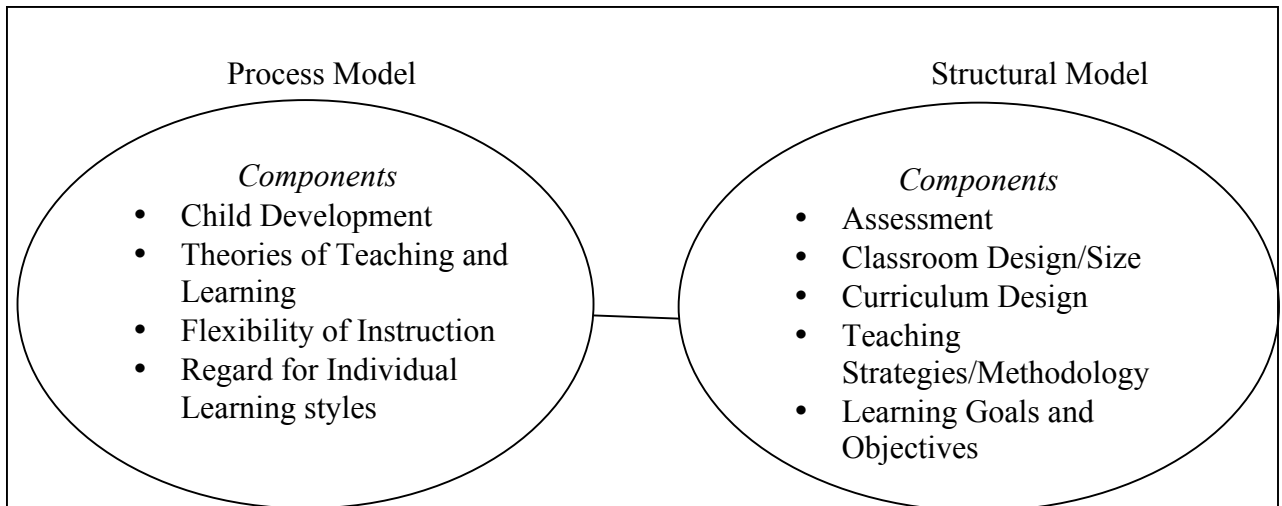 Process Model
Components
• Child Development
• Theories of Teaching and
Learning
• Flexibility of Instruction
• Regard for Individual
Learning styles
Structural Model
Components
• Assessment
• Classroom Design/Size
• Curriculum Design
• Teaching
Strategies/Methodology
• Learning Goals and
Objectives